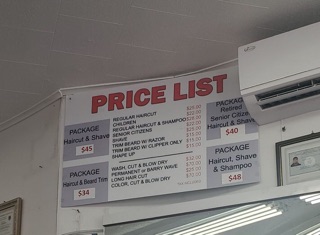 PRICE LIST
REGULAR HAIRCUT
CHILDREN
REGULAR HAIRCUT & SHAMPOO
SENIOR CITIZENS
SHAVE
TRIM BEARD W/ RAZOR
TRIM BEARD W/ CLIPPER ONLY
SHAPE UP
WASH, CUT & BLOW DRY
PERMANENT or BARRY WAVE
LONG HAIR CUT
COLOR, CUT & BLOW DRY
PACKAGE
Haircut & Shave
$45
PACKAGE
Haircut & Beard Trim
$34
PACKAGE
Retired
Senior Citizen
Haircut & Shave
$40
PACKAGE
Haircut, Shave
& Shampoo
$48